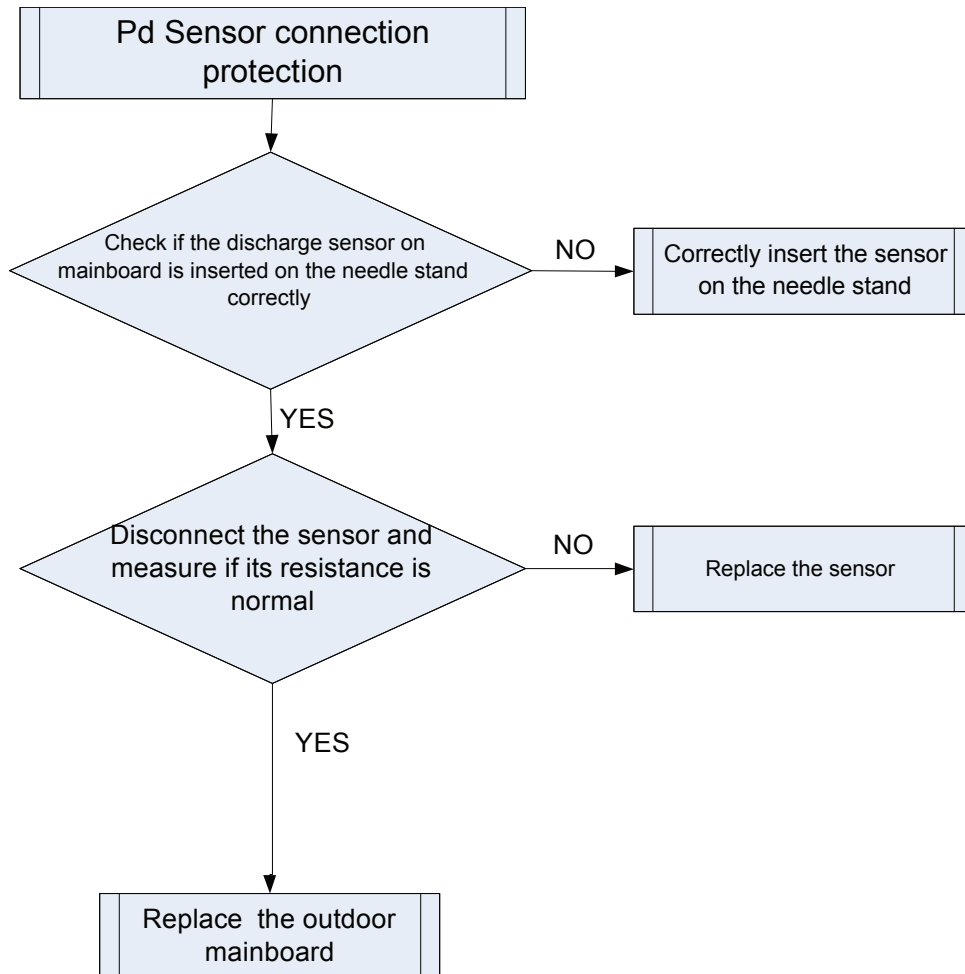 Pd Sensor connection
protection
Check if the discharge sensor on
mainboard is inserted on the needle stand
correctly
NO
Correctly insert the sensor
on the needle stand
YES
Disconnect the sensor and
measure if its resistance is
normal
NO
Replace the sensor
YES
Replace the outdoor
mainboard